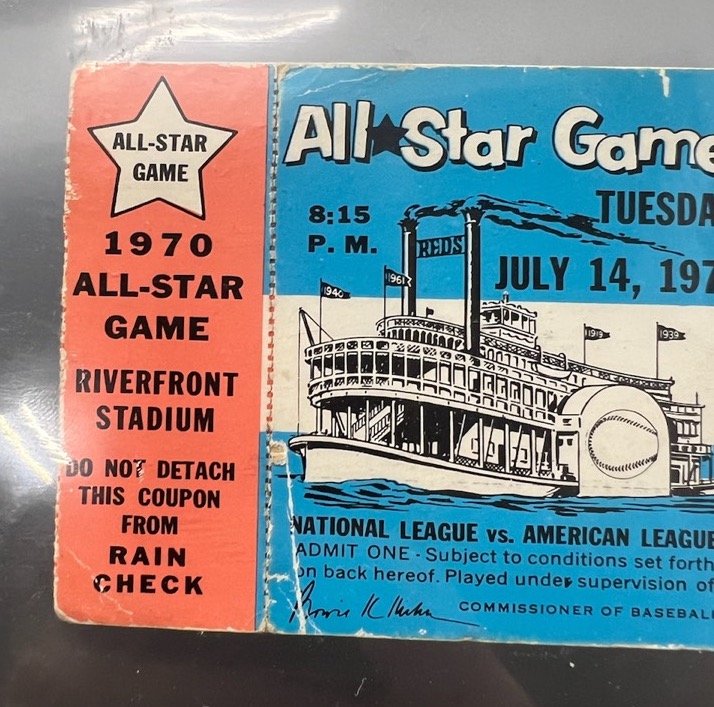 ALL-STAR
GAME
1970
ALL-STAR
GAME
RIVERFRONT
STADIUM
DO NOT DETACH
THIS COUPON
FROM
RAIN
CHECK
All★Star Game
8:15
P. M.
TUESDA
JULY 14, 197
REDS
1940
1961
1919
1939
NATIONAL LEAGUE vs. AMERICAN LEAGUE
ADMIT ONE - Subject to conditions set forth
on back hereof. Played under supervision of
Bowie K Kuhn
COMMISSIONER OF BASEBAL